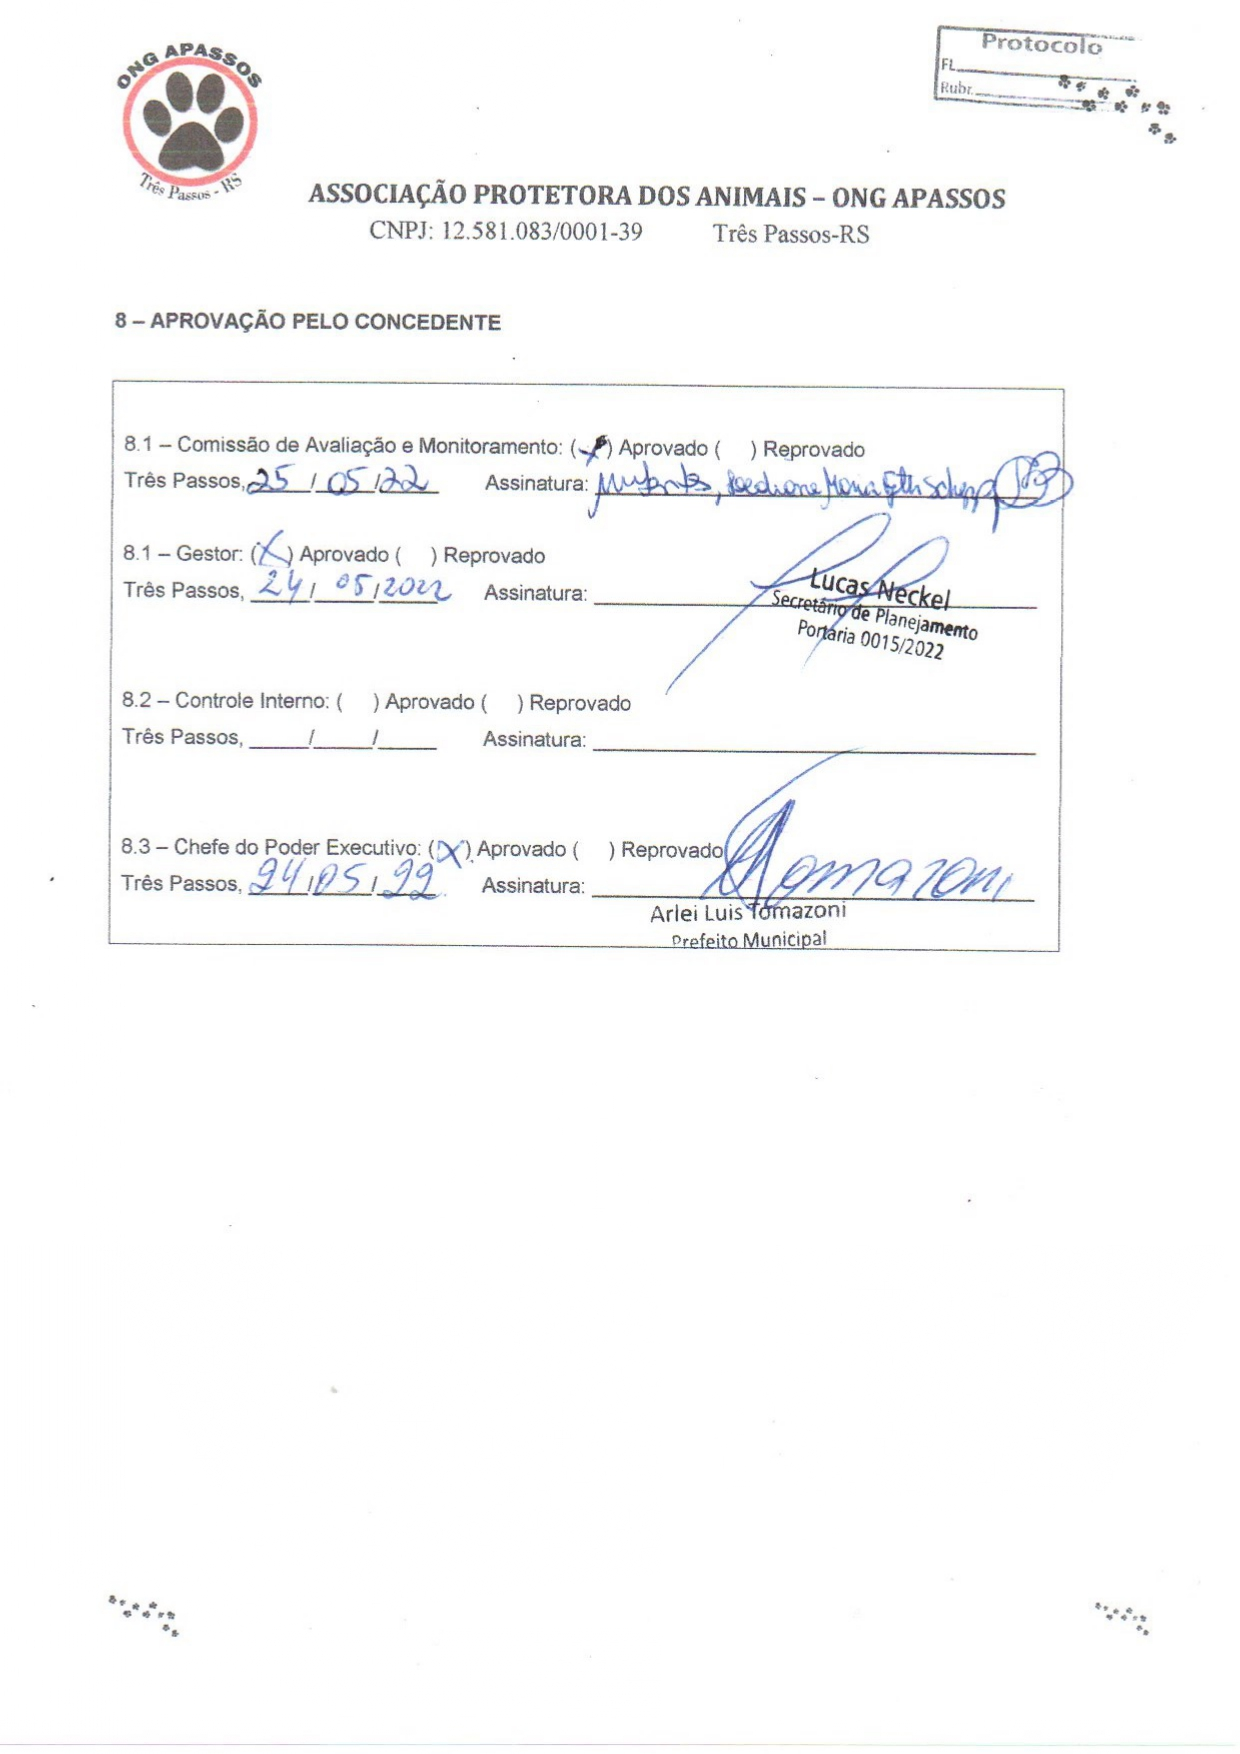 ONG APASSOS
Três Passos - RS
Protocolo
FL.
Rubr.
ASSOCIAÇÃO PROTETORA DOS ANIMAIS – ONG APASSOS
CNPJ: 12.581.083/0001-39 Três Passos-RS
8 – APROVAÇÃO PELO CONCEDENTE
8.1 – Comissão de Avaliação e Monitoramento: (x) Aprovado ( ) Reprovado
Três Passos, 25 / 05 / 22 Assinatura:
8.1 – Gestor: (X) Aprovado ( ) Reprovado
Três Passos, 24 / 05 / 2022 Assinatura:
Lucas Neckel
Secretário de Planejamento
Portaria 0015/2022
8.2 – Controle Interno: ( ) Aprovado ( ) Reprovado
Três Passos, _____/_____/_____ Assinatura:
8.3 – Chefe do Poder Executivo: (X) Aprovado ( ) Reprovado
Três Passos, 24 / 05 / 22 Assinatura: Tomazoni
Arlei Luis Tomazoni
Prefeito Municipal